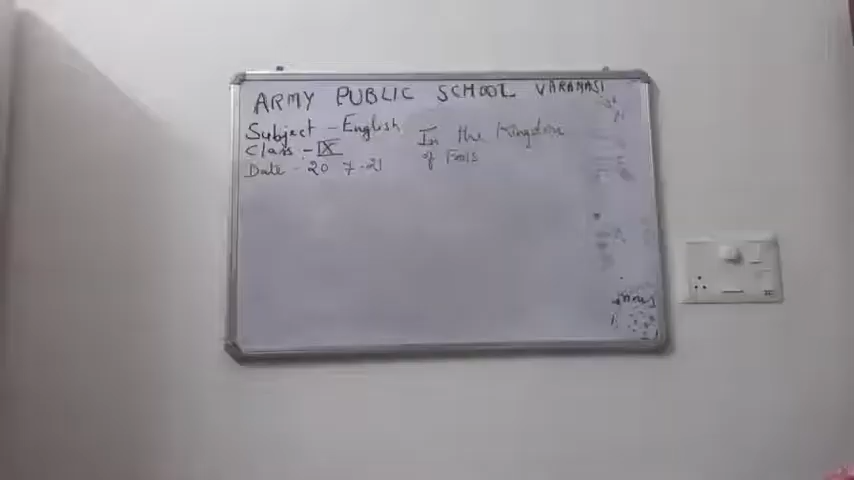 ARMY PUBLIC SCHOOL VARANASI
Subject - English
Class - IX
Date - 20 7-21
In the Kingdom
of Fools